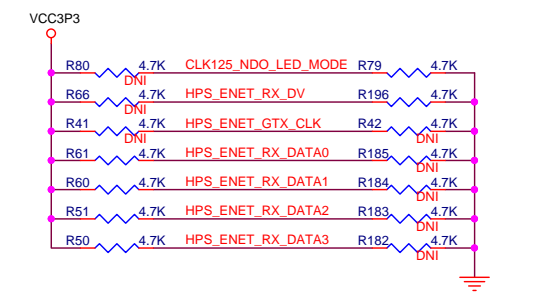 VCC3P3
R80 4.7K CLK125_NDO_LED_MODE R79 4.7K
DNI
R66 4.7K HPS_ENET_RX_DV R196 4.7K
DNI
R41 4.7K HPS_ENET_GTX_CLK R42 4.7K
DNI DNI
R61 4.7K HPS_ENET_RX_DATA0 R185 4.7K
DNI
R60 4.7K HPS_ENET_RX_DATA1 R184 4.7K
DNI
R51 4.7K HPS_ENET_RX_DATA2 R183 4.7K
DNI
R50 4.7K HPS_ENET_RX_DATA3 R182 4.7K
DNI